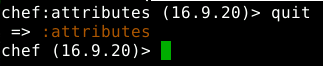 chef:attributes (16.9.20)> quit
 => :attributes
chef (16.9.20)>